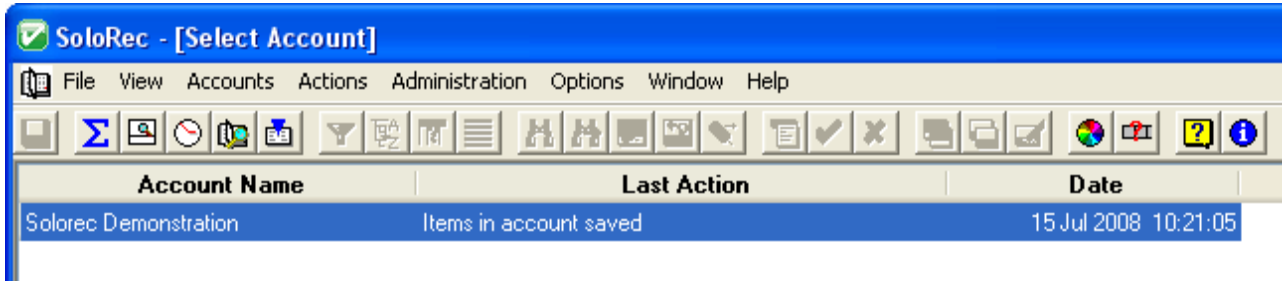 SoloRec - [Select Account]
File View Accounts Actions Administration Options Window Help
Account Name Last Action Date
Solorec Demonstration Items in account saved 15 Jul 2008 10:21:05